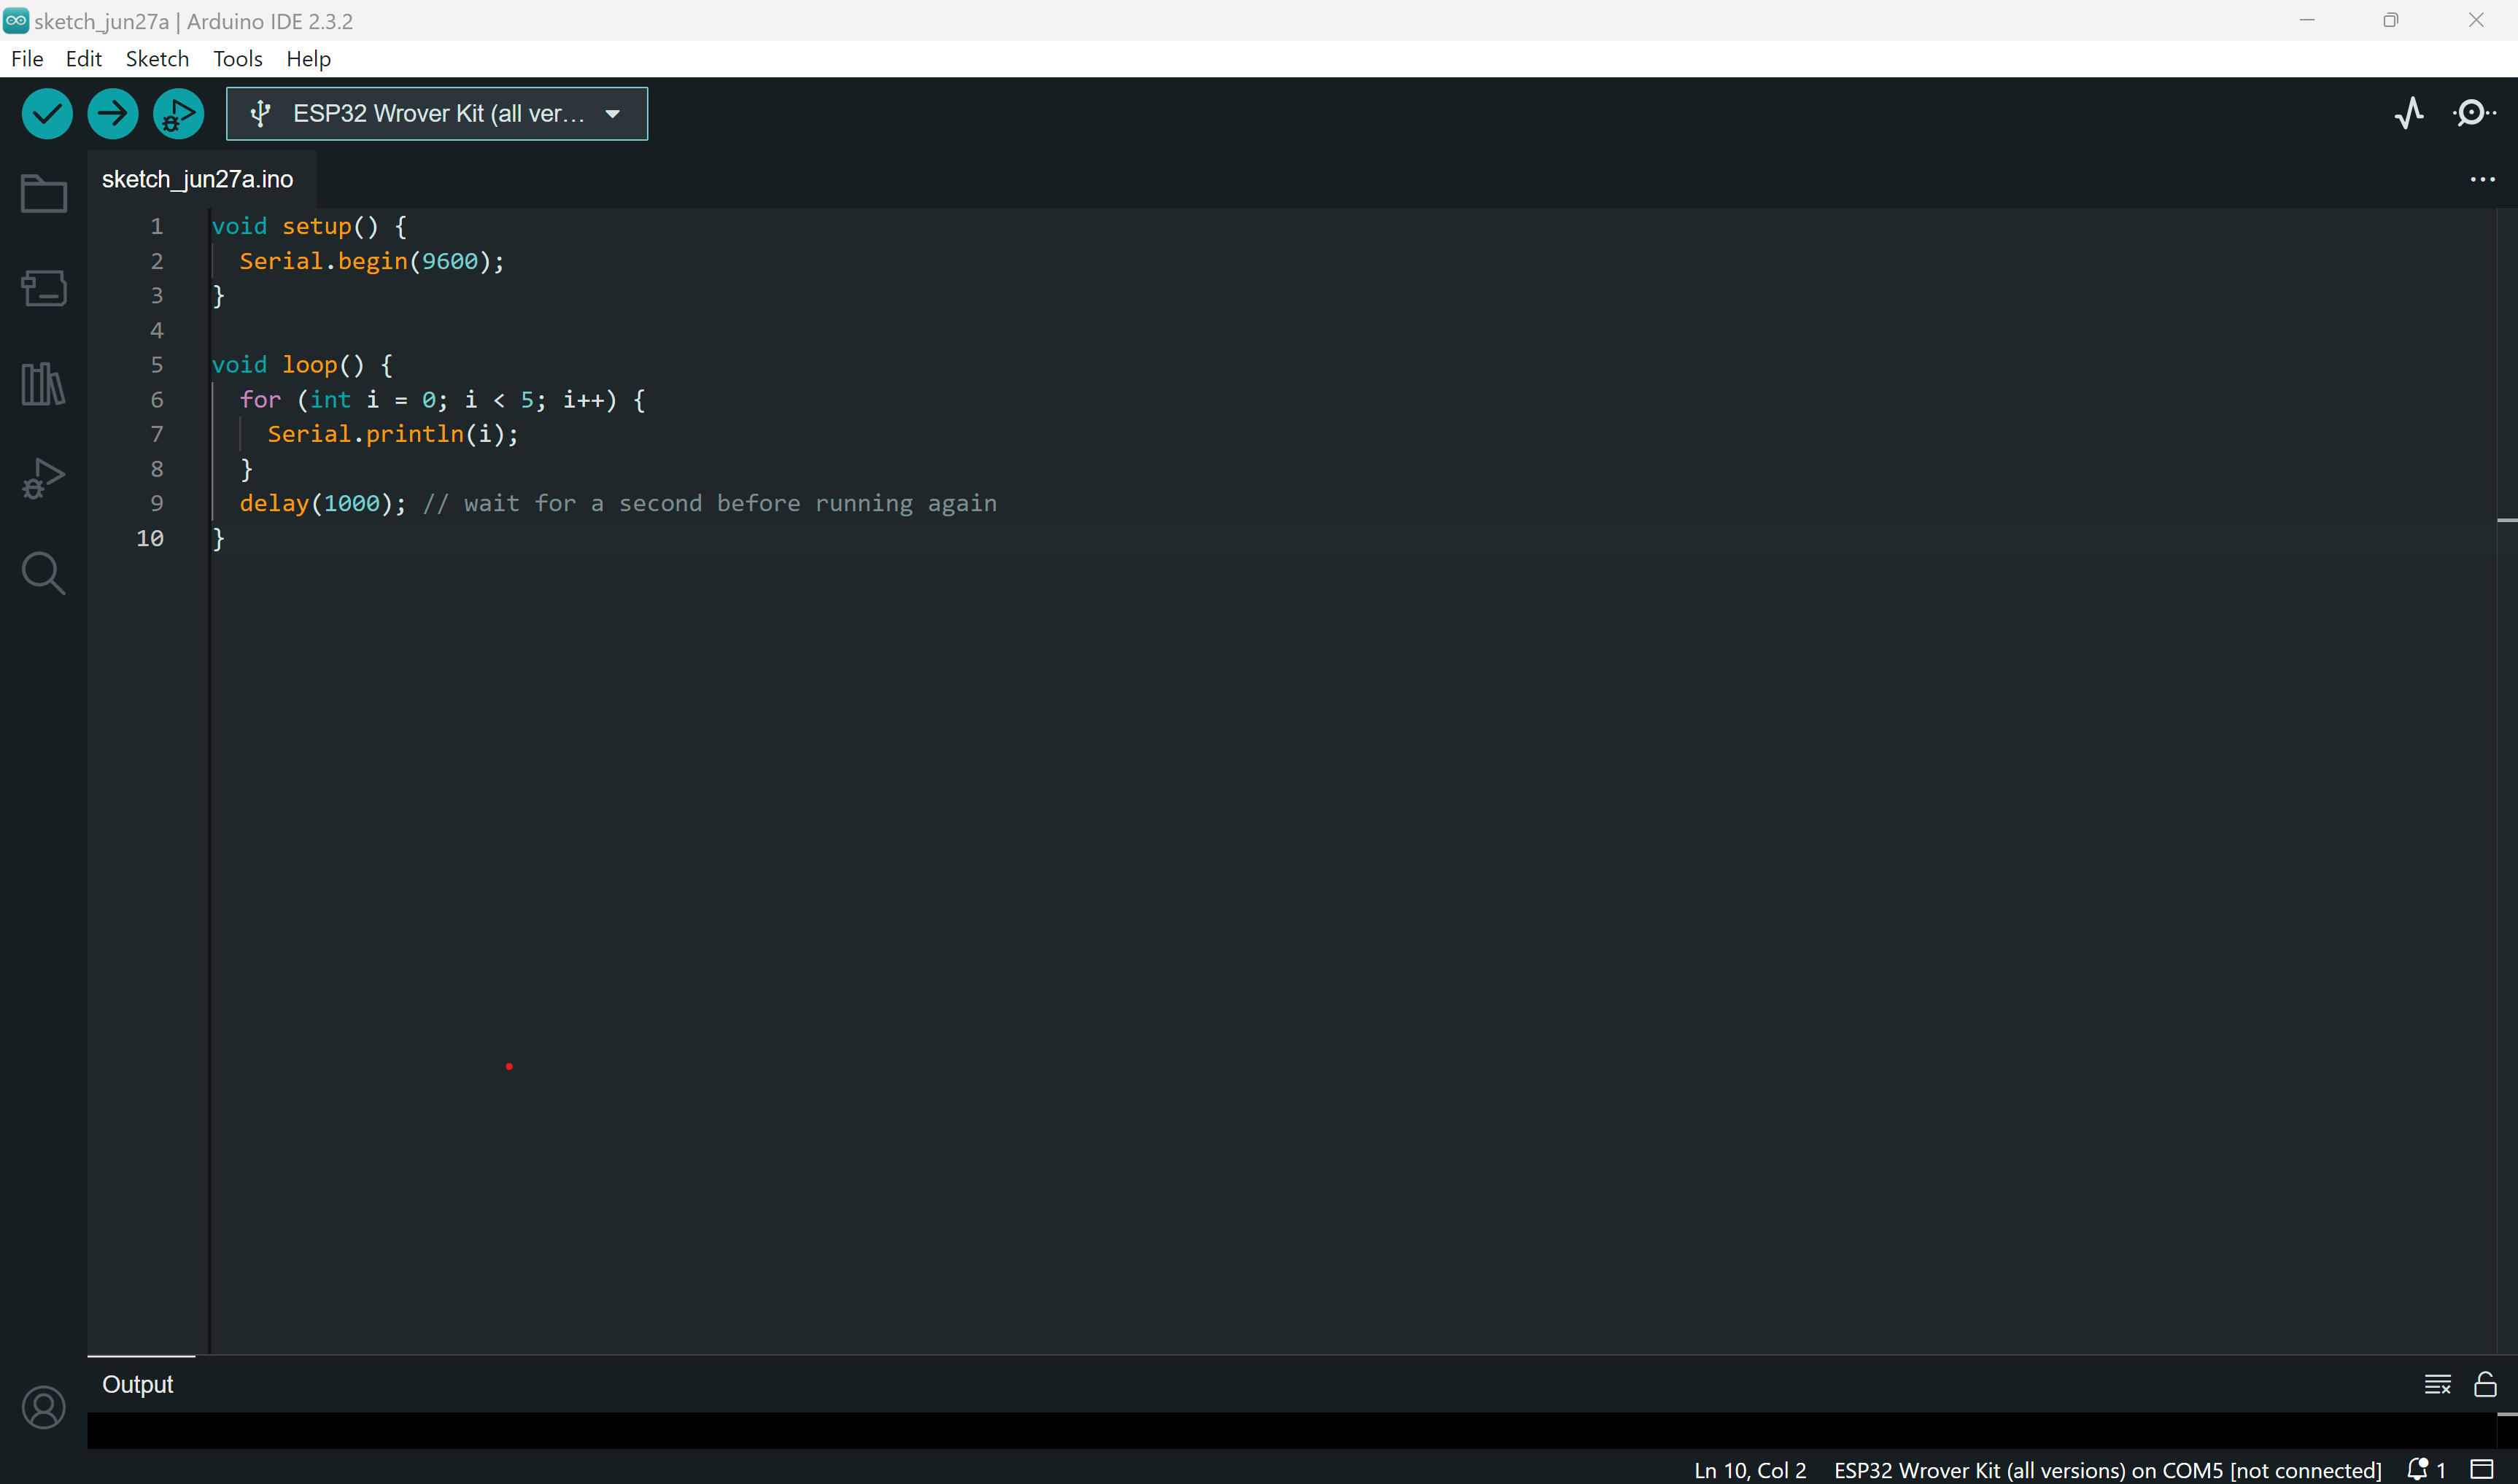 sketch_jun27a | Arduino IDE 2.3.2
File Edit Sketch Tools Help
ESP32 Wrover Kit (all ver...
sketch_jun27a.ino
1 void setup() {
2 Serial.begin(9600);
3 }
4
5 void loop() {
6 for (int i = 0; i < 5; i++) {
7 Serial.println(i);
8 }
9 delay(1000); // wait for a second before running again
10 }
Output
Ln 10, Col 2 ESP32 Wrover Kit (all versions) on COM5 [not connected] 1